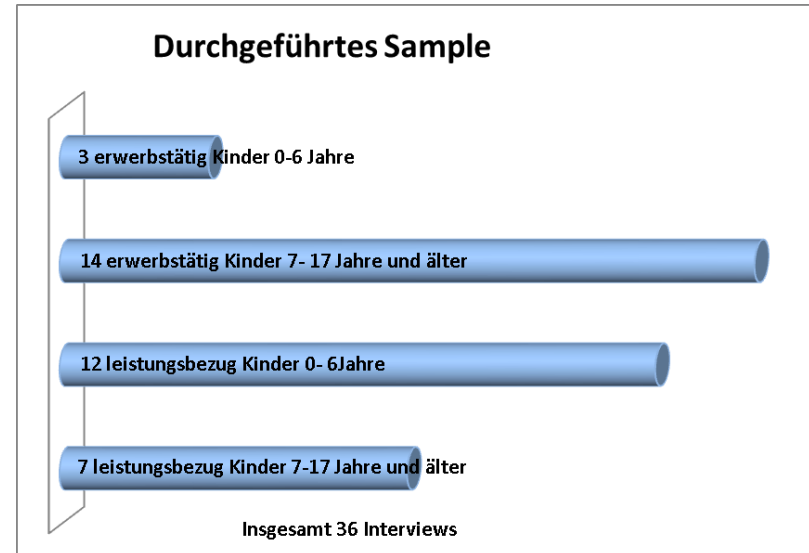 Durchgeführtes Sample
3 erwerbstätig Kinder 0-6 Jahre
14 erwerbstätig Kinder 7- 17 Jahre und älter
12 leistungsbezug Kinder 0- 6Jahre
7 leistungsbezug Kinder 7-17 Jahre und älter
Insgesamt 36 Interviews